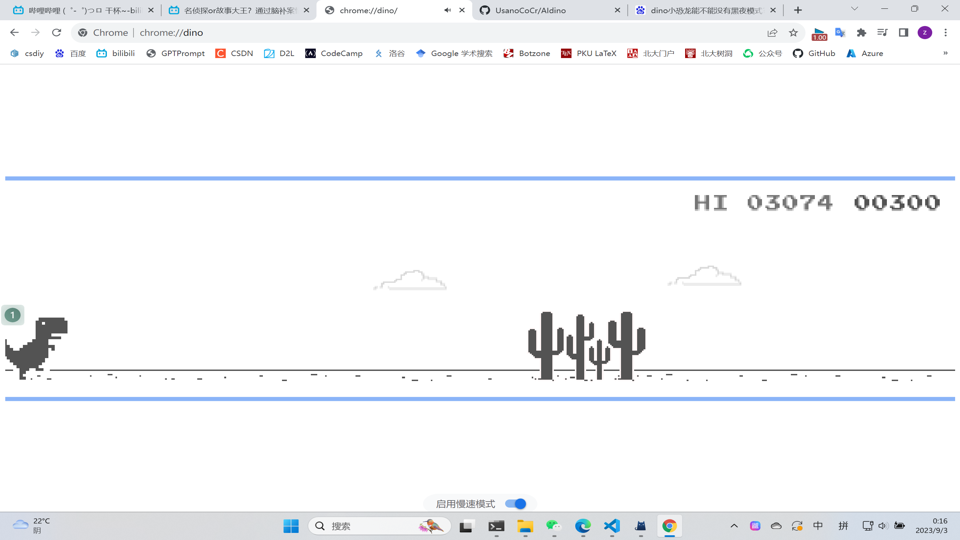 哔哩哔哩 (゜-゜)つロ 干杯~-bili
名侦探or故事大王？通过脑补案
chrome://dino/
UsanoCoCr/AIdino
dino小恐龙能不能没有黑夜模式
Chrome | chrome://dino
1.00
z
csdiy
百度
bilibili
GPTPrompt
CSDN
D2L
CodeCamp
洛谷
Google 学术搜索
Botzone
PKU LaTeX
北大门户
北大树洞
公众号
GitHub
Azure
»
HI 03074 00300
1
启用慢速模式
22°C
阴
搜索
中
拼
0:16
2023/9/3